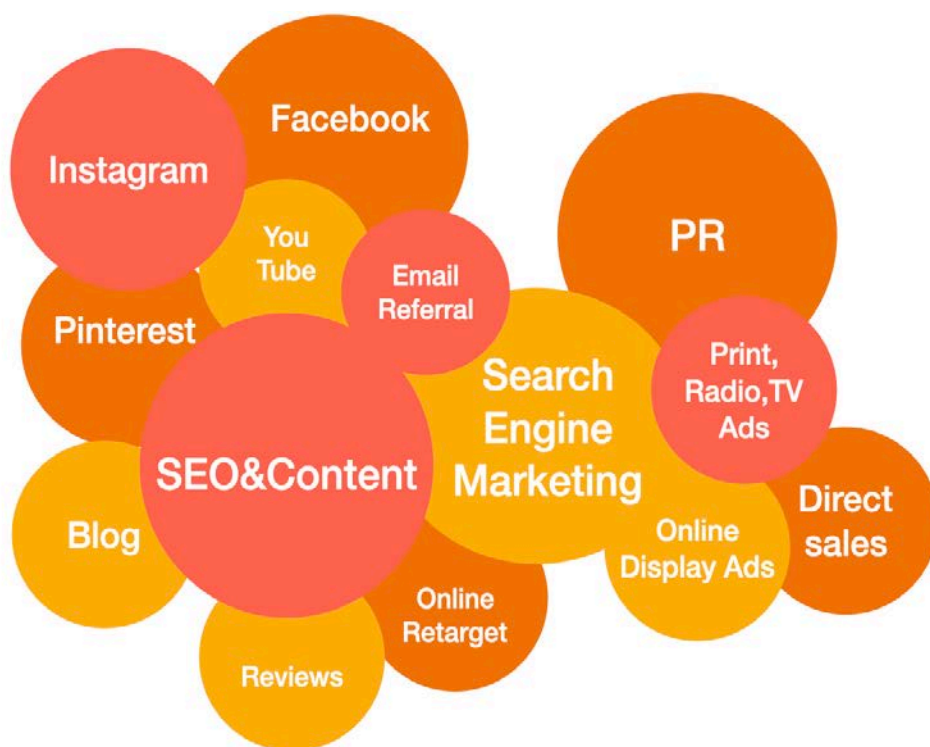 Facebook
Instagram
You
Tube
PR
Email
Referral
Pinterest
Search
Engine
Marketing
Print,
Radio,TV
Ads
SEO&Content
Blog
Direct
sales
Online
Display Ads
Online
Retarget
Reviews